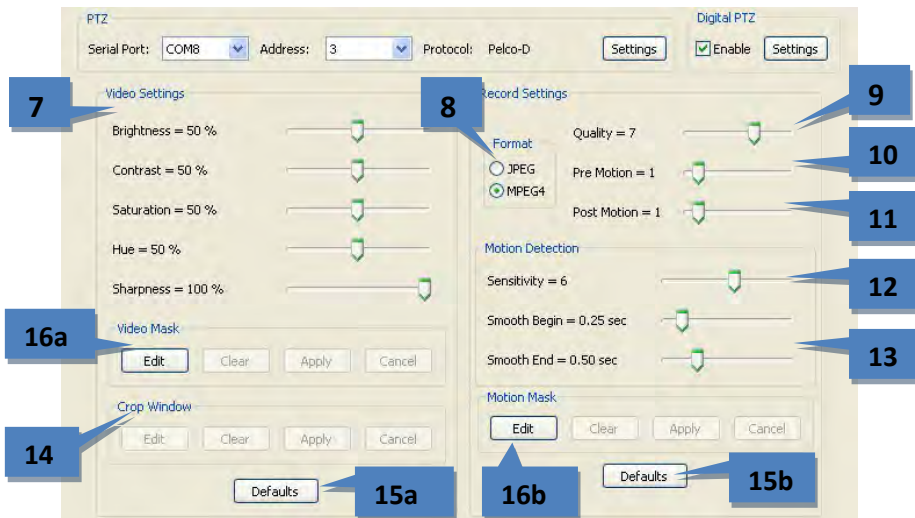 PTZ
Serial Port: COM8 Address: 3 Protocol: Pelco-D Settings
Digital PTZ
Enable Settings
7
Video Settings
Brightness = 50 %
Contrast = 50 %
Saturation = 50 %
Hue = 50 %
Sharpness = 100 %
16a
Video Mask
Edit Clear Apply Cancel
14
Crop Window
Edit Clear Apply Cancel
Defaults
15a
8
Record Settings
Format
JPEG
MPEG4
Quality = 7
9
Pre Motion = 1
10
Post Motion = 1
11
Motion Detection
Sensitivity = 6
12
Smooth Begin = 0.25 sec
Smooth End = 0.50 sec
13
Motion Mask
Edit Clear Apply Cancel
16b
Defaults
15b